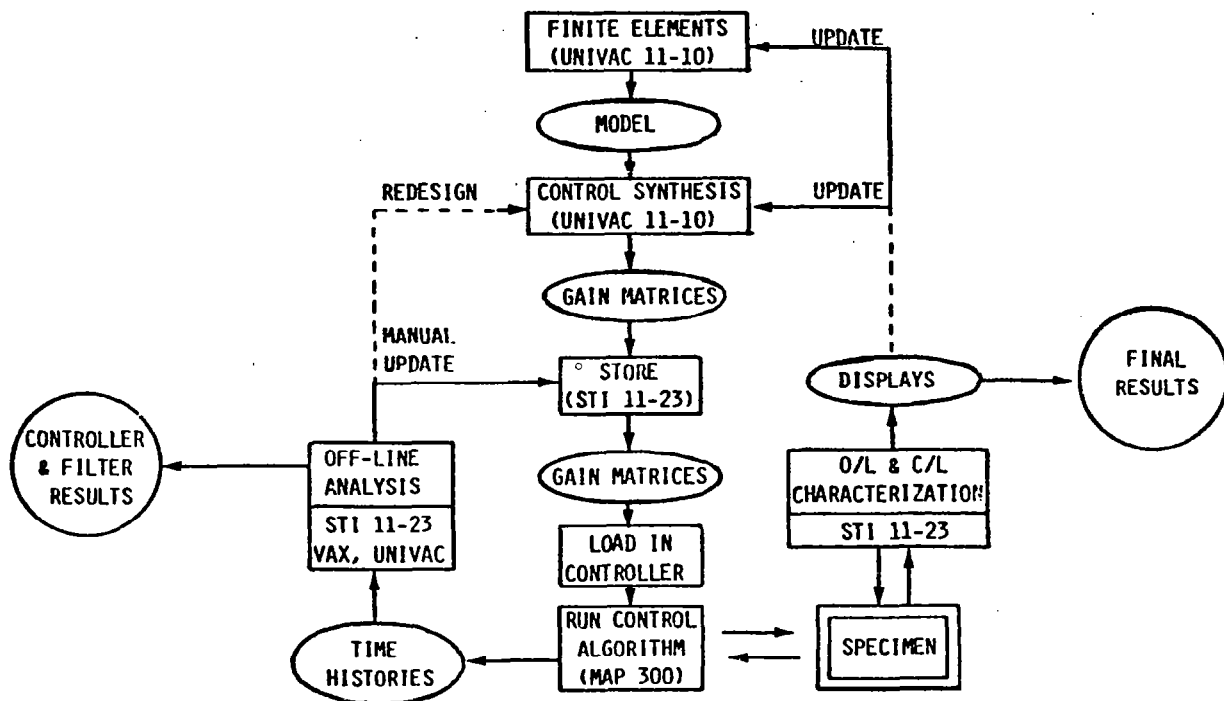 FINITE ELEMENTS
(UNIVAC 11-10)
UPDATE
MODEL
REDESIGN
CONTROL SYNTHESIS
(UNIVAC 11-10)
UPDATE
GAIN MATRICES
MANUAL
UPDATE
STORE
(STI 11-23)
DISPLAYS
FINAL
RESULTS
CONTROLLER
& FILTER
RESULTS
OFF-LINE
ANALYSIS
STI 11-23
VAX, UNIVAC
GAIN MATRICES
O/L & C/L
CHARACTERIZATION
STI 11-23
LOAD IN
CONTROLLER
TIME
HISTORIES
RUN CONTROL
ALGORITHM
(MAP 300)
SPECIMEN